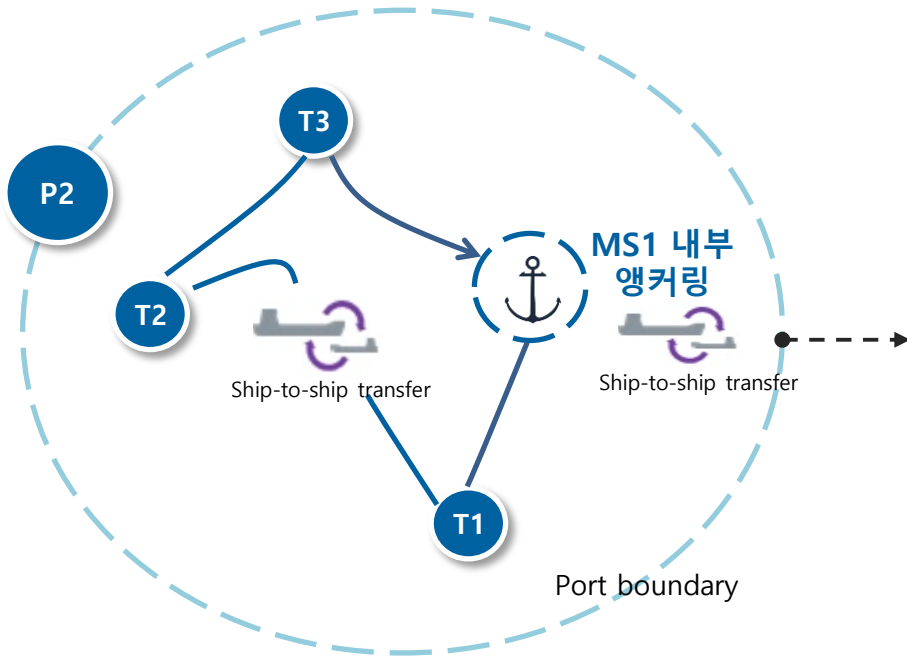 T3
P2
MS1 내부
앵커링
T2
Ship-to-ship transfer
Ship-to-ship transfer
T1
Port boundary